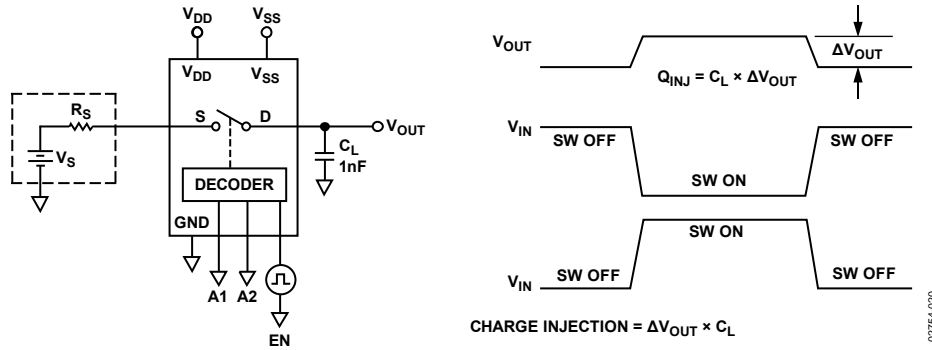 VDD VSS
VDD VSS
RS
S D
VOUT
VS
CL
1nF
DECODER
GND
A1 A2
EN
VOUT
ΔVOUT
QINJ = CL × ΔVOUT
VIN
SW OFF SW OFF
SW ON
SW ON
VIN SW OFF SW OFF
CHARGE INJECTION = ΔVOUT × CL